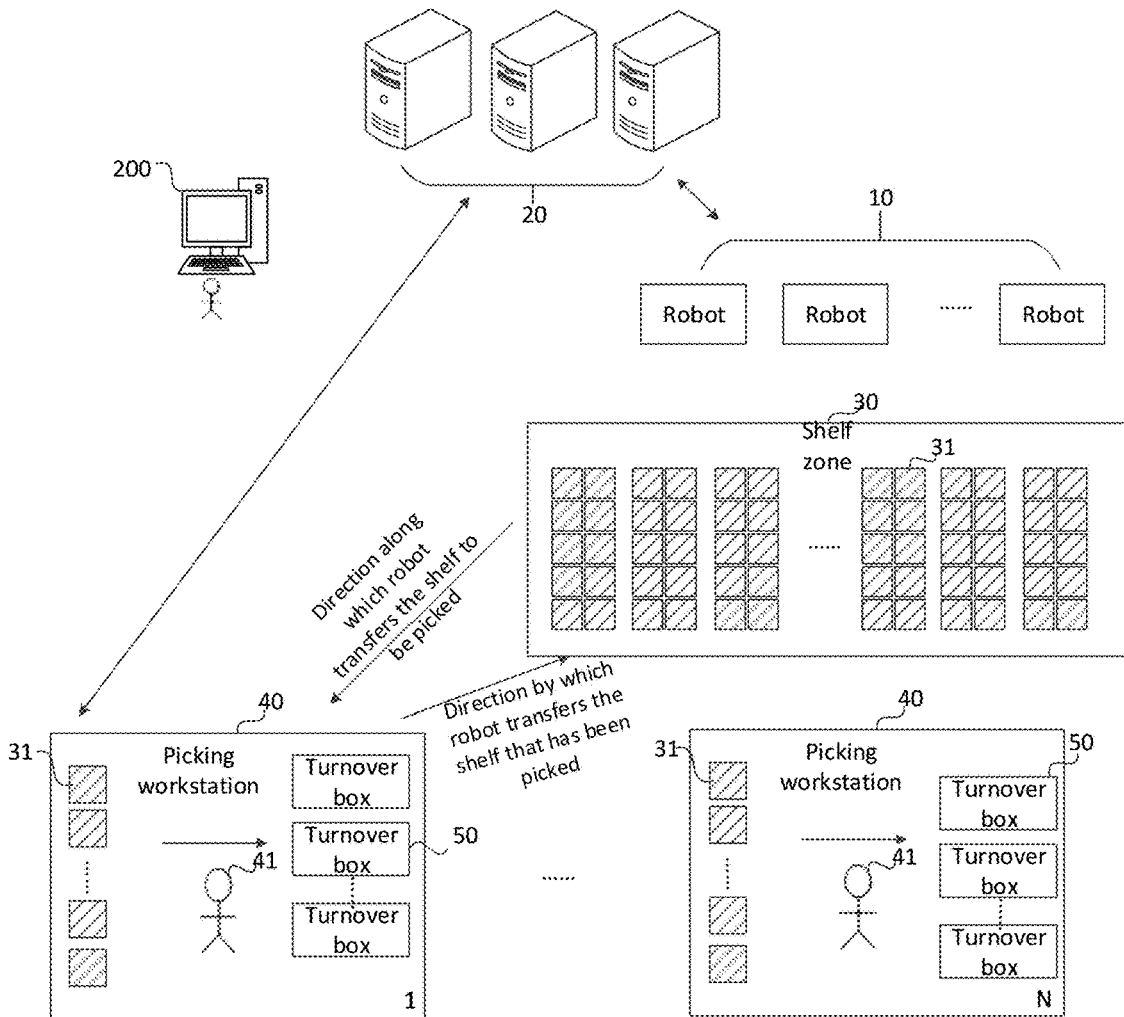 200
20
10
Robot
Robot
......
Robot
30
Shelf
zone
31
......
Direction along
which robot
transfers the shelf to
be picked
Direction by which
robot transfers the
shelf that has been
picked
40
31
Picking
workstation
Turnover
box
Turnover
box
50
41
Turnover
box
1
......
40
31
Picking
workstation
50
Turnover
box
41
Turnover
box
Turnover
box
N